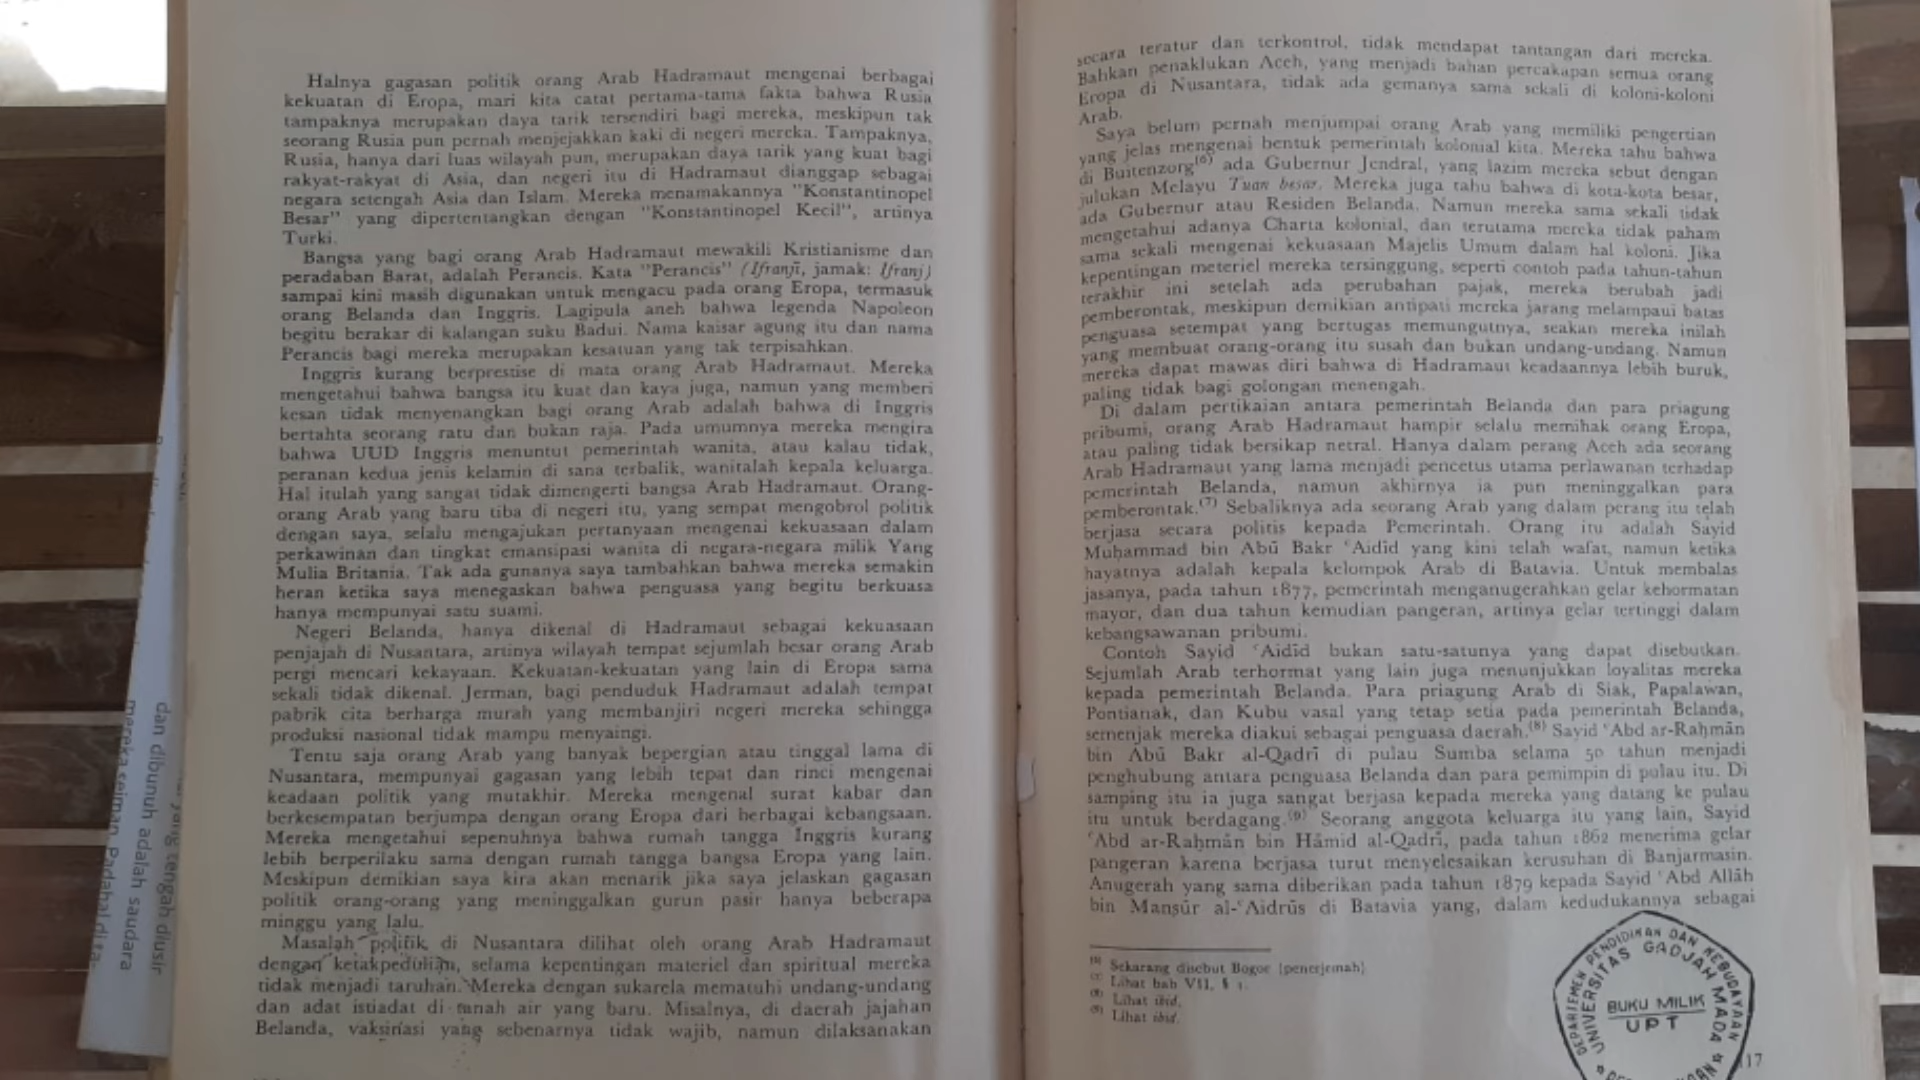 Halnya gagasan politik orang Arab Hadramaut mengenai berbagai
kekuatan di Eropa, mari kita catat pertama-tama fakta bahwa Rusia
tampaknya merupakan daya tarik tersendiri bagi mereka, meskipun tak
seorang Rusia pun pernah menjejakkan kaki di negeri mereka. Tampaknya,
Rusia, hanya dari luas wilayah pun, merupakan daya tarik yang kuat bagi
rakyat-rakyat di Asia, dan negeri itu di Hadramaut dianggap sebagai
negara setengah Asia dan Islam. Mereka menamakannya "Konstantinopel
Besar" yang dipertentangkan dengan "Konstantinopel Kecil", artinya
Turki.
Bangsa yang bagi orang Arab Hadramaut mewakili Kristianisme dan
peradaban Barat, adalah Perancis. Kata "Perancis" (Ifranjī, jamak: Ifranj)
sampai kini masih digunakan untuk mengacu pada orang Eropa, termasuk
orang Belanda dan Inggris. Lagipula aneh bahwa legenda Napoleon
begitu berakar di kalangan suku Badui. Nama kaisar agung itu dan nama
Perancis bagi mereka merupakan kesatuan yang tak terpisahkan.
Inggris kurang berprestise di mata orang Arab Hadramaut. Mereka
mengetahui bahwa bangsa itu kuat dan kaya juga, namun yang memberi
kesan tidak menyenangkan bagi orang Arab adalah bahwa di Inggris
bertahta seorang ratu dan bukan raja. Pada umumnya mereka mengira
bahwa UUD Inggris menuntut pemerintah wanita, atau kalau tidak,
peranan kedua jenis kelamin di sana terbalik, wanitalah kepala keluarga.
Hal itulah yang sangat tidak dimengerti bangsa Arab Hadramaut. Orang-
orang Arab yang baru tiba di negeri itu, yang sempat mengobrol politik
dengan saya, selalu mengajukan pertanyaan mengenai kekuasaan dalam
perkawinan dan tingkat emansipasi wanita di negara-negara milik Yang
Mulia Britania. Tak ada gunanya saya tambahkan bahwa mereka semakin
heran ketika saya menegaskan bahwa penguasa yang begitu berkuasa
hanya mempunyai satu suami.
Negeri Belanda, hanya dikenal di Hadramaut sebagai kekuasaan
penjajah di Nusantara, artinya wilayah tempat sejumlah besar orang Arab
pergi mencari kekayaan. Kekuatan-kekuatan yang lain di Eropa sama
sekali tidak dikenal. Jerman, bagi penduduk Hadramaut adalah tempat
pabrik cita berharga murah yang membanjiri negeri mereka sehingga
produksi nasional tidak mampu menyaingi.
Tentu saja orang Arab yang banyak bepergian atau tinggal lama di
Nusantara, mempunyai gagasan yang lebih tepat dan rinci mengenai
keadaan politik yang mutakhir. Mereka mengenal surat kabar dan
berkesempatan berjumpa dengan orang Eropa dari berbagai kebangsaan.
Mereka mengetahui sepenuhnya bahwa rumah tangga Inggris kurang
lebih berperilaku sama dengan rumah tangga bangsa Eropa yang lain.
Meskipun demikian saya kira akan menarik jika saya jelaskan gagasan
politik orang-orang yang meninggalkan gurun pasir hanya beberapa
minggu yang lalu.
Masalah politik di Nusantara dilihat oleh orang Arab Hadramaut
dengan ketakpedulian, selama kepentingan materiel dan spiritual mereka
tidak menjadi taruhan. Mereka dengan sukarela mematuhi undang-undang
dan adat istiadat di tanah air yang baru. Misalnya, di daerah jajahan
Belanda, vaksinasi yang sebenarnya tidak wajib, namun dilaksanakan
secara teratur dan terkontrol, tidak mendapat tantangan dari mereka.
Bahkan penaklukan Aceh, yang menjadi bahan percakapan semua orang
Eropa di Nusantara, tidak ada gemanya sama sekali di koloni-koloni
Arab.
Saya belum pernah menjumpai orang Arab yang memiliki pengertian
yang jelas mengenai bentuk pemerintah kolonial kita. Mereka tahu bahwa
di Buitenzorg(6) ada Gubernur Jendral, yang lazim mereka sebut dengan
julukan Melayu Tuan besar. Mereka juga tahu bahwa di kota-kota besar,
ada Gubernur atau Residen Belanda. Namun mereka sama sekali tidak
mengetahui adanya Charta kolonial, dan terutama mereka tidak paham
sama sekali mengenai kekuasaan Majelis Umum dalam hal koloni. Jika
kepentingan meteriel mereka tersinggung, seperti contoh pada tahun-tahun
terakhir ini setelah ada perubahan pajak, mereka berubah jadi
pemberontak, meskipun demikian antipati mereka jarang melampaui batas
penguasa setempat yang bertugas memungutnya, seakan mereka inilah
yang membuat orang-orang itu susah dan bukan undang-undang. Namun
mereka dapat mawas diri bahwa di Hadramaut keadaannya lebih buruk,
paling tidak bagi golongan menengah.
Di dalam pertikaian antara pemerintah Belanda dan para priagung
pribumi, orang Arab Hadramaut hampir selalu memihak orang Eropa,
atau paling tidak bersikap netral. Hanya dalam perang Aceh ada seorang
Arab Hadramaut yang lama menjadi pencetus utama perlawanan terhadap
pemerintah Belanda, namun akhirnya ia pun meninggalkan para
pemberontak.(7) Sebaliknya ada seorang Arab yang dalam perang itu telah
berjasa secara politis kepada Pemerintah. Orang itu adalah Sayid
Muḥammad bin Abū Bakr ʿAidīd yang kini telah wafat, namun ketika
hayatnya adalah kepala kelompok Arab di Batavia. Untuk membalas
jasanya, pada tahun 1877, pemerintah menganugerahkan gelar kehormatan
mayor, dan dua tahun kemudian pangeran, artinya gelar tertinggi dalam
kebangsawanan pribumi.
Contoh Sayid ʿAidīd bukan satu-satunya yang dapat disebutkan.
Sejumlah Arab terhormat yang lain juga menunjukkan loyalitas mereka
kepada pemerintah Belanda. Para priagung Arab di Siak, Papalawan,
Pontianak, dan Kubu vasal yang tetap setia pada pemerintah Belanda,
semenjak mereka diakui sebagai penguasa daerah.(8) Sayid ʿAbd ar-Raḥmān
bin Abū Bakr al-Qadrī di pulau Sumba selama 50 tahun menjadi
penghubung antara penguasa Belanda dan para pemimpin di pulau itu. Di
samping itu ia juga sangat berjasa kepada mereka yang datang ke pulau
itu untuk berdagang.(9) Seorang anggota keluarga itu yang lain, Sayid
ʿAbd ar-Raḥmān bin Hāmid al-Qadrī, pada tahun 1862 menerima gelar
pangeran karena berjasa turut menyelesaikan kerusuhan di Banjarmasin.
Anugerah yang sama diberikan pada tahun 1879 kepada Sayid ʿAbd Allāh
bin Manṣūr al-ʿAidrūs di Batavia yang, dalam kedudukannya sebagai
(6) Sekarang disebut Bogor (penerjemah)
(7) Lihat bab VII, § 1.
(8) Lihat ibid.
(9) Lihat ibid.
DEPARTEMEN PENDIDIKAN DAN KEBUDAYAAN
UNIVERSITAS GADJAH MADA
BUKU MILIK
UPT
17
yang tengah diusir
dan dibunuh adalah saudara
mereka seiman. Padahal di